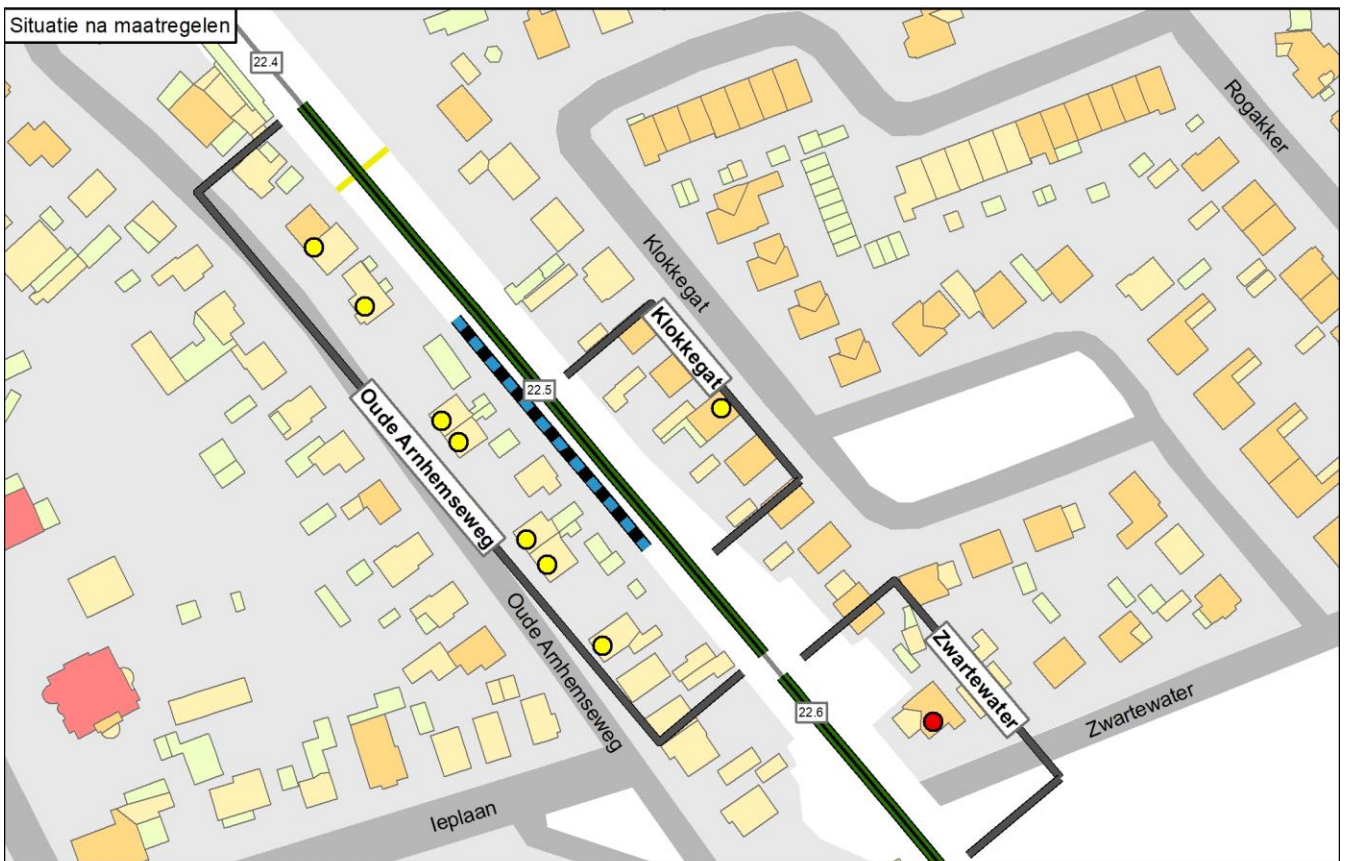 Situatie na maatregelen
22.4
Rogakker
Klokkegat
Klokkegat
22.5
Oude Arnhemseweg
Oude Arnhemseweg
Zwartewater
Zwartewater
22.6
Ieplaan